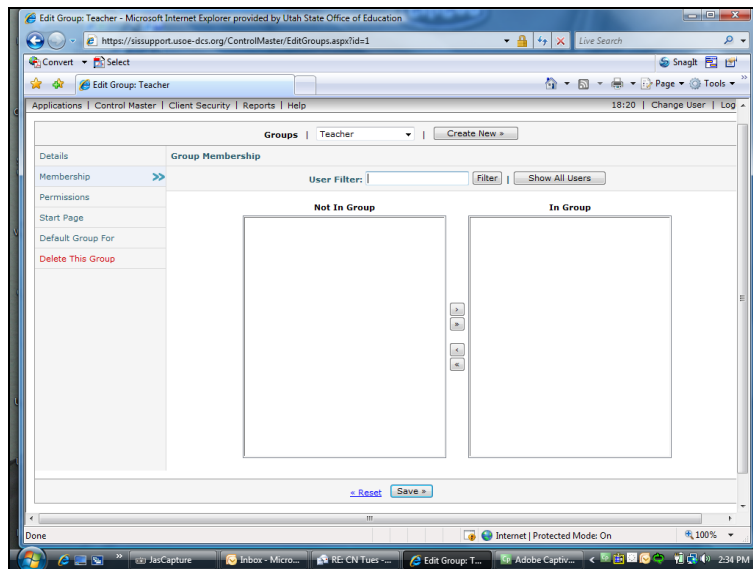 Edit Group: Teacher - Microsoft Internet Explorer provided by Utah State Office of Education
https://sissupport.usoe-dcs.org/ControlMaster/EditGroups.aspx?id=1
Live Search
Convert Select
SnagIt
Edit Group: Teacher
Page Tools
Applications | Control Master | Client Security | Reports | Help
18:20 | Change User | Log
Groups | Teacher | Create New »
Details
Group Membership
Membership »
User Filter: Filter | Show All Users
Permissions
Start Page
Default Group For
Delete This Group
Not In Group
In Group
›
»
‹
«
« Reset Save »
Done
Internet | Protected Mode: On
100%
JasCapture
Inbox - Micro...
RE: CN Tues -...
Edit Group: T...
Adobe Captiv...
2:34 PM